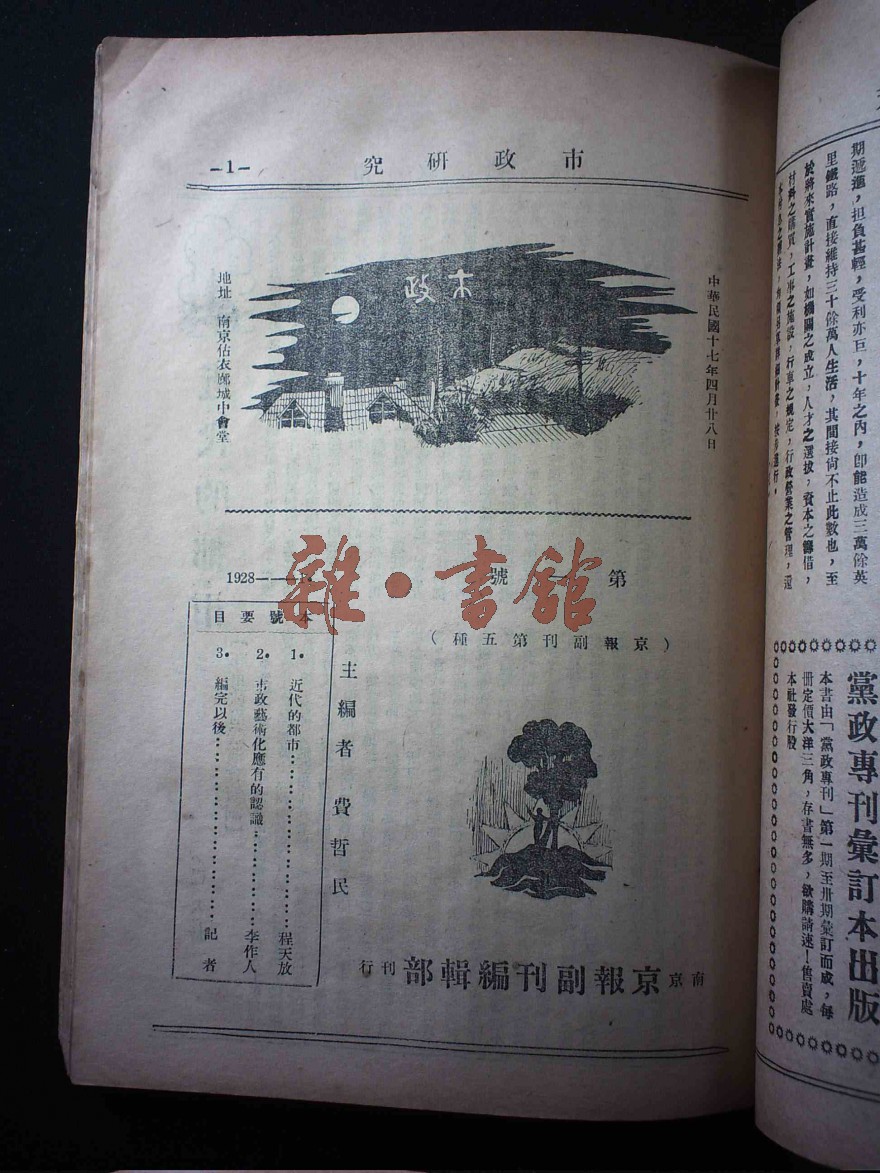 市政研究
-1-
中華民國十七年四月廿八日
市政
地址 南京估衣廊城中會堂
第一號
1928——1.
(京報副刊第五種)
主編者 費哲民
本號要目
1. 近代的都市……程天放
2. 市政藝術化應有的認識……李作人
3. 編完以後……記者
南京京報副刊編輯部刊行
雜·書館
期遞進,担負甚輕,受利亦巨,十年之內,卽能造成三萬餘英
里鐵路,直接維持三十餘萬人生活,其間接尙不止此數也,至
於將來實施計畫,如機關之成立,人才之選拔,資本之籌借,
材料之購買,工事之施設,行車之規定,行政營業之管理,還
黨政專刊彙訂本出版
本書由「黨政專刊」第一期至卅期彙訂而成,每
册定價大洋三角,存書無多,欲購請速!售賣處
本社發行股